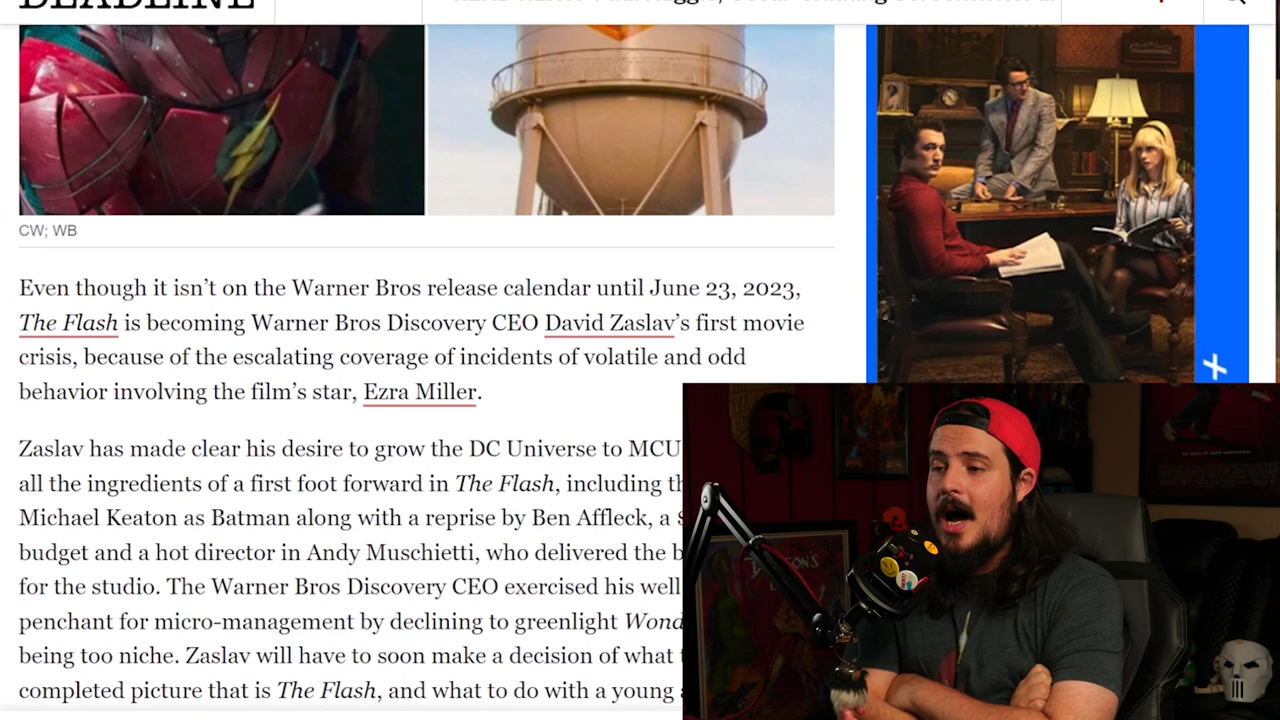 DEADLINE
CW; WB
Even though it isn’t on the Warner Bros release calendar until June 23, 2023,
The Flash is becoming Warner Bros Discovery CEO David Zaslav’s first movie
crisis, because of the escalating coverage of incidents of volatile and odd
behavior involving the film’s star, Ezra Miller.
Zaslav has made clear his desire to grow the DC Universe to MCU
all the ingredients of a first foot forward in The Flash, including
Michael Keaton as Batman along with a reprise by Ben Affleck, a
budget and a hot director in Andy Muschietti, who delivered the
for the studio. The Warner Bros Discovery CEO exercised his well
penchant for micro-management by declining to greenlight
being too niche. Zaslav will have to soon make a decision of what
completed picture that is The Flash, and what to do with a young